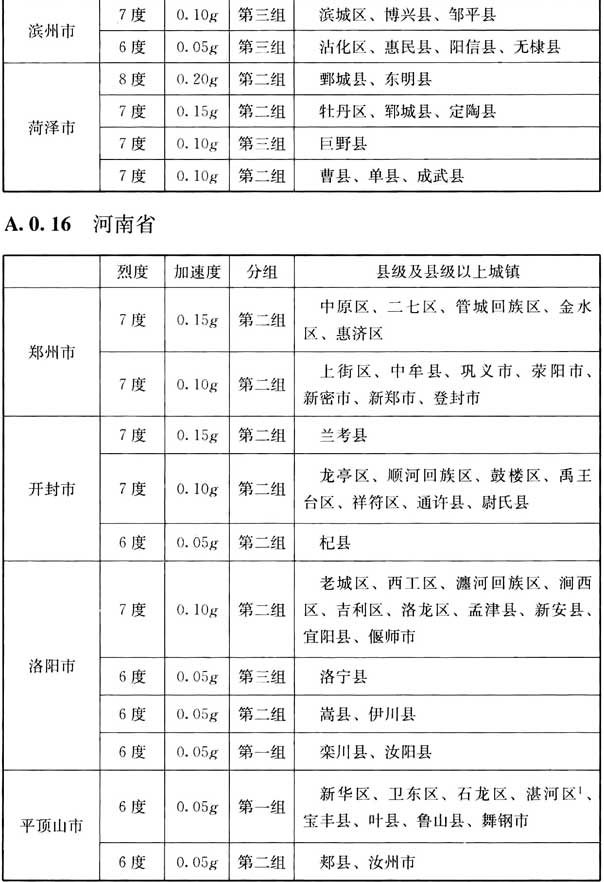 滨州市
7度 0.10g 第三组 滨城区、博兴县、邹平县
6度 0.05g 第三组 沾化区、惠民县、阳信县、无棣县
菏泽市
8度 0.20g 第二组 鄄城县、东明县
7度 0.15g 第二组 牡丹区、郓城县、定陶县
7度 0.10g 第三组 巨野县
7度 0.10g 第二组 曹县、单县、成武县
A.0.16 河南省
烈度 加速度 分组 县级及县级以上城镇
郑州市
7度 0.15g 第二组 中原区、二七区、管城回族区、金水
区、惠济区
7度 0.10g 第二组 上街区、中牟县、巩义市、荥阳市、
新密市、新郑市、登封市
开封市
7度 0.15g 第二组 兰考县
7度 0.10g 第二组 龙亭区、顺河回族区、鼓楼区、禹王
台区、祥符区、通许县、尉氏县
6度 0.05g 第二组 杞县
洛阳市
7度 0.10g 第二组 老城区、西工区、瀍河回族区、涧西
区、吉利区、洛龙区、孟津县、新安县、
宜阳县、偃师市
6度 0.05g 第三组 洛宁县
6度 0.05g 第二组 嵩县、伊川县
6度 0.05g 第一组 栾川县、汝阳县
平顶山市
6度 0.05g 第一组 新华区、卫东区、石龙区、湛河区¹、
宝丰县、叶县、鲁山县、舞钢市
6度 0.05g 第二组 郏县、汝州市